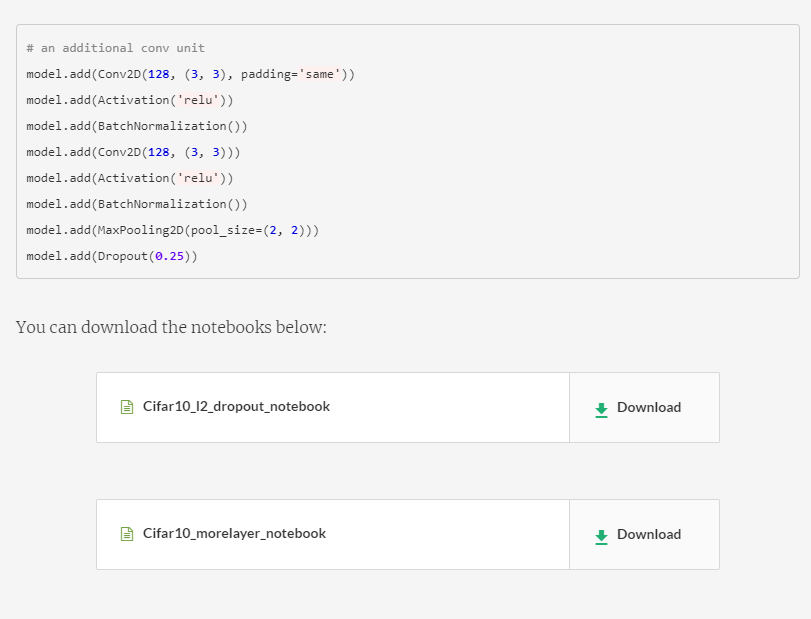 # an additional conv unit
model.add(Conv2D(128, (3, 3), padding='same'))
model.add(Activation('relu'))
model.add(BatchNormalization())
model.add(Conv2D(128, (3, 3)))
model.add(Activation('relu'))
model.add(BatchNormalization())
model.add(MaxPooling2D(pool_size=(2, 2)))
model.add(Dropout(0.25))
You can download the notebooks below:
Cifar10_l2_dropout_notebook Download
Cifar10_morelayer_notebook Download